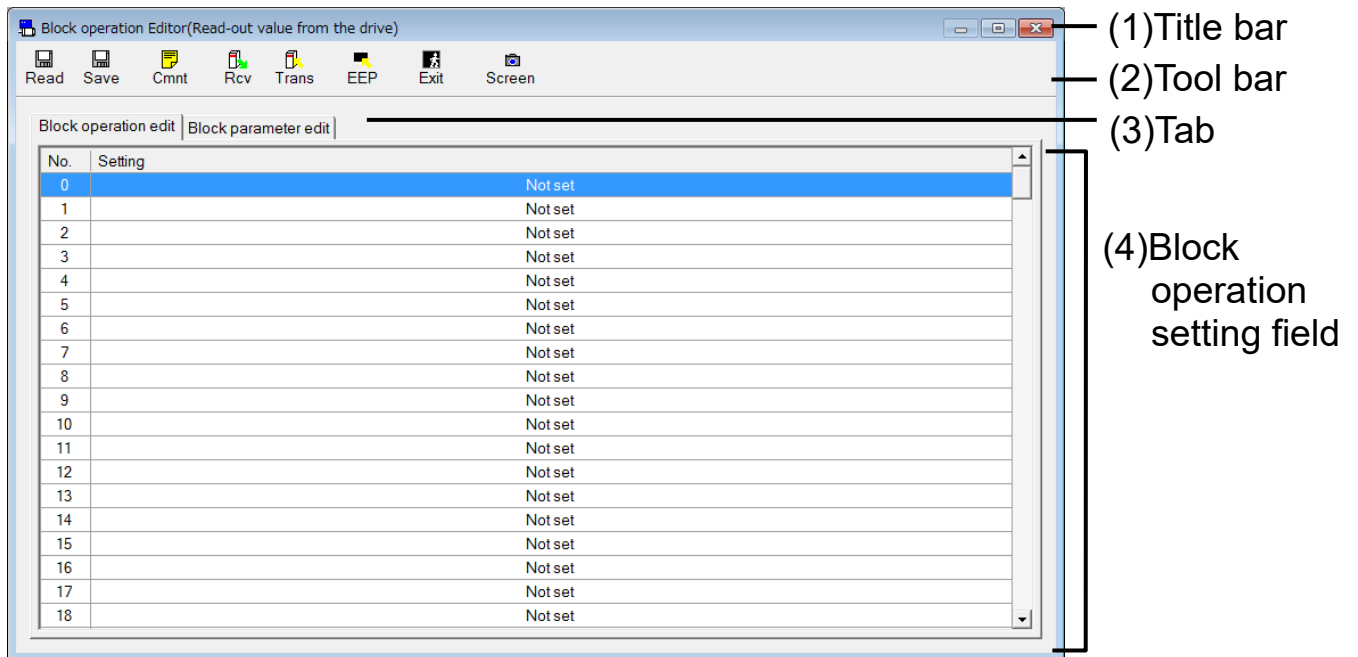 Block operation Editor(Read-out value from the drive)
(1)Title bar
Read Save Cmnt Rcv Trans EEP Exit Screen
(2)Tool bar
Block operation edit Block parameter edit
(3)Tab
No. Setting
0 Not set
1 Not set
2 Not set
3 Not set
4 Not set
5 Not set
6 Not set
7 Not set
8 Not set
9 Not set
10 Not set
11 Not set
12 Not set
13 Not set
14 Not set
15 Not set
16 Not set
17 Not set
18 Not set
(4)Block
operation
setting field